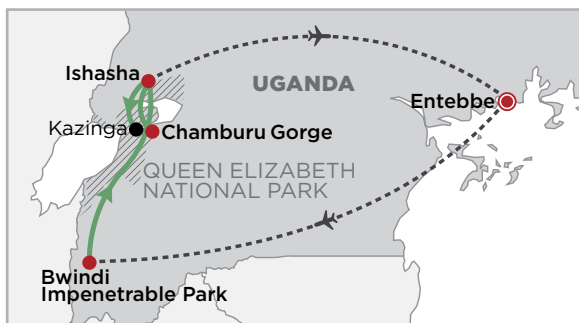 Ishasha
UGANDA
Entebbe
Kazinga
Chamburu Gorge
QUEEN ELIZABETH
NATIONAL PARK
Bwindi
Impenetrable Park